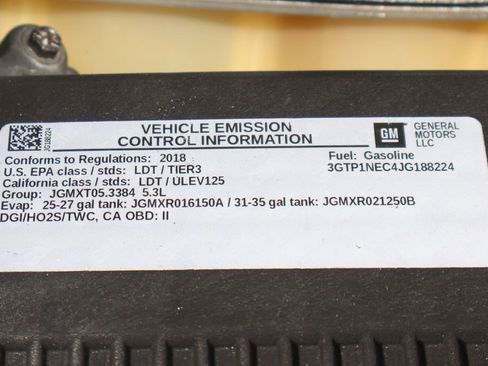 JG188224
VEHICLE EMISSION
CONTROL INFORMATION
GM
GENERAL
MOTORS
LLC
Conforms to Regulations: 2018
Fuel: Gasoline
U.S. EPA class / stds: LDT / TIER3
3GTP1NEC4JG188224
California class / stds: LDT / ULEV125
Group: JGMXT05.3384 5.3L
Evap: 25-27 gal tank: JGMXR016150A / 31-35 gal tank: JGMXR021250B
DGI/HO2S/TWC, CA OBD: II